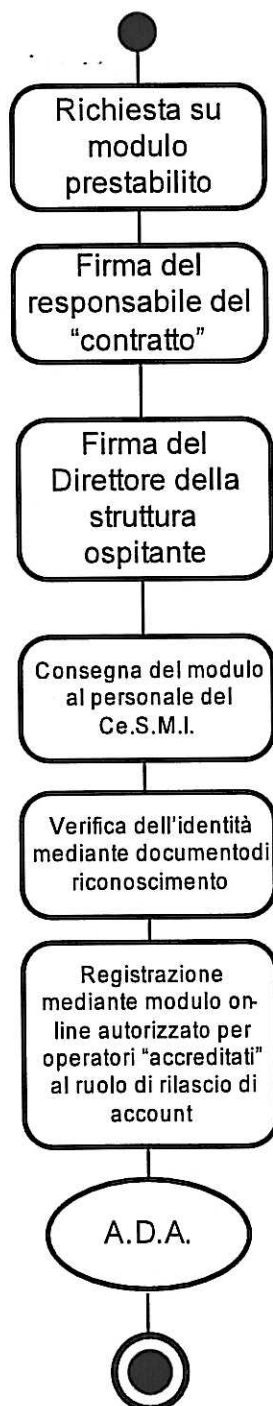 Richiesta su
modulo
prestabilito
Firma del
responsabile del
“contratto”
Firma del
Direttore della
struttura
ospitante
Consegna del modulo
al personale del
Ce.S.M.I.
Verifica dell'identità
mediante documentodi
riconoscimento
Registrazione
mediante modulo on-
line autorizzato per
operatori “accreditati”
al ruolo di rilascio di
account
A.D.A.